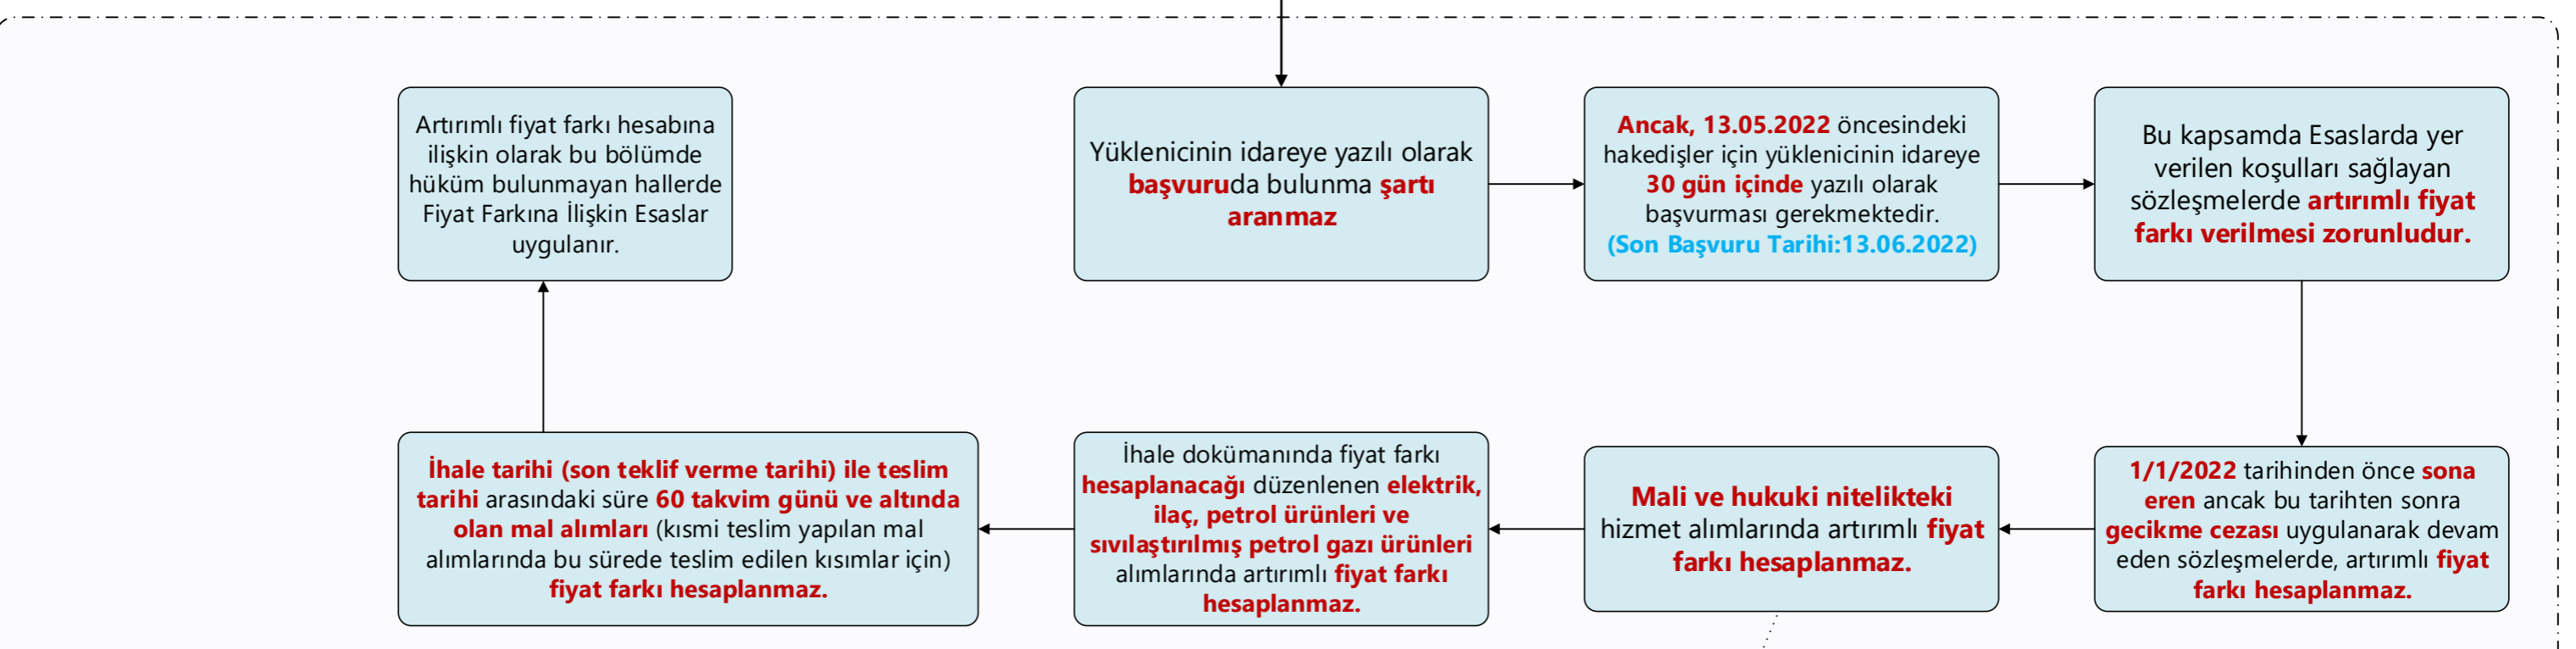 Artırımlı fiyat farkı hesabına
ilişkin olarak bu bölümde
hüküm bulunmayan hallerde
Fiyat Farkına İlişkin Esaslar
uygulanır.
Yüklenicinin idareye yazılı olarak
başvuruda bulunma şartı
aranmaz
Ancak, 13.05.2022 öncesindeki
hakedişler için yüklenicinin idareye
30 gün içinde yazılı olarak
başvurması gerekmektedir.
(Son Başvuru Tarihi:13.06.2022)
Bu kapsamda Esaslarda yer
verilen koşulları sağlayan
sözleşmelerde artırımlı fiyat
farkı verilmesi zorunludur.
İhale tarihi (son teklif verme tarihi) ile teslim
tarihi arasındaki süre 60 takvim günü ve altında
olan mal alımları (kısmi teslim yapılan mal
alımlarında bu sürede teslim edilen kısımlar için)
fiyat farkı hesaplanmaz.
İhale dokümanında fiyat farkı
hesaplanacağı düzenlenen elektrik,
ilaç, petrol ürünleri ve
sıvılaştırılmış petrol gazı ürünleri
alımlarında artırımlı fiyat farkı
hesaplanmaz.
Mali ve hukuki nitelikteki
hizmet alımlarında artırımlı fiyat
farkı hesaplanmaz.
1/1/2022 tarihinden önce sona
eren ancak bu tarihten sonra
gecikme cezası uygulanarak devam
eden sözleşmelerde, artırımlı fiyat
farkı hesaplanmaz.